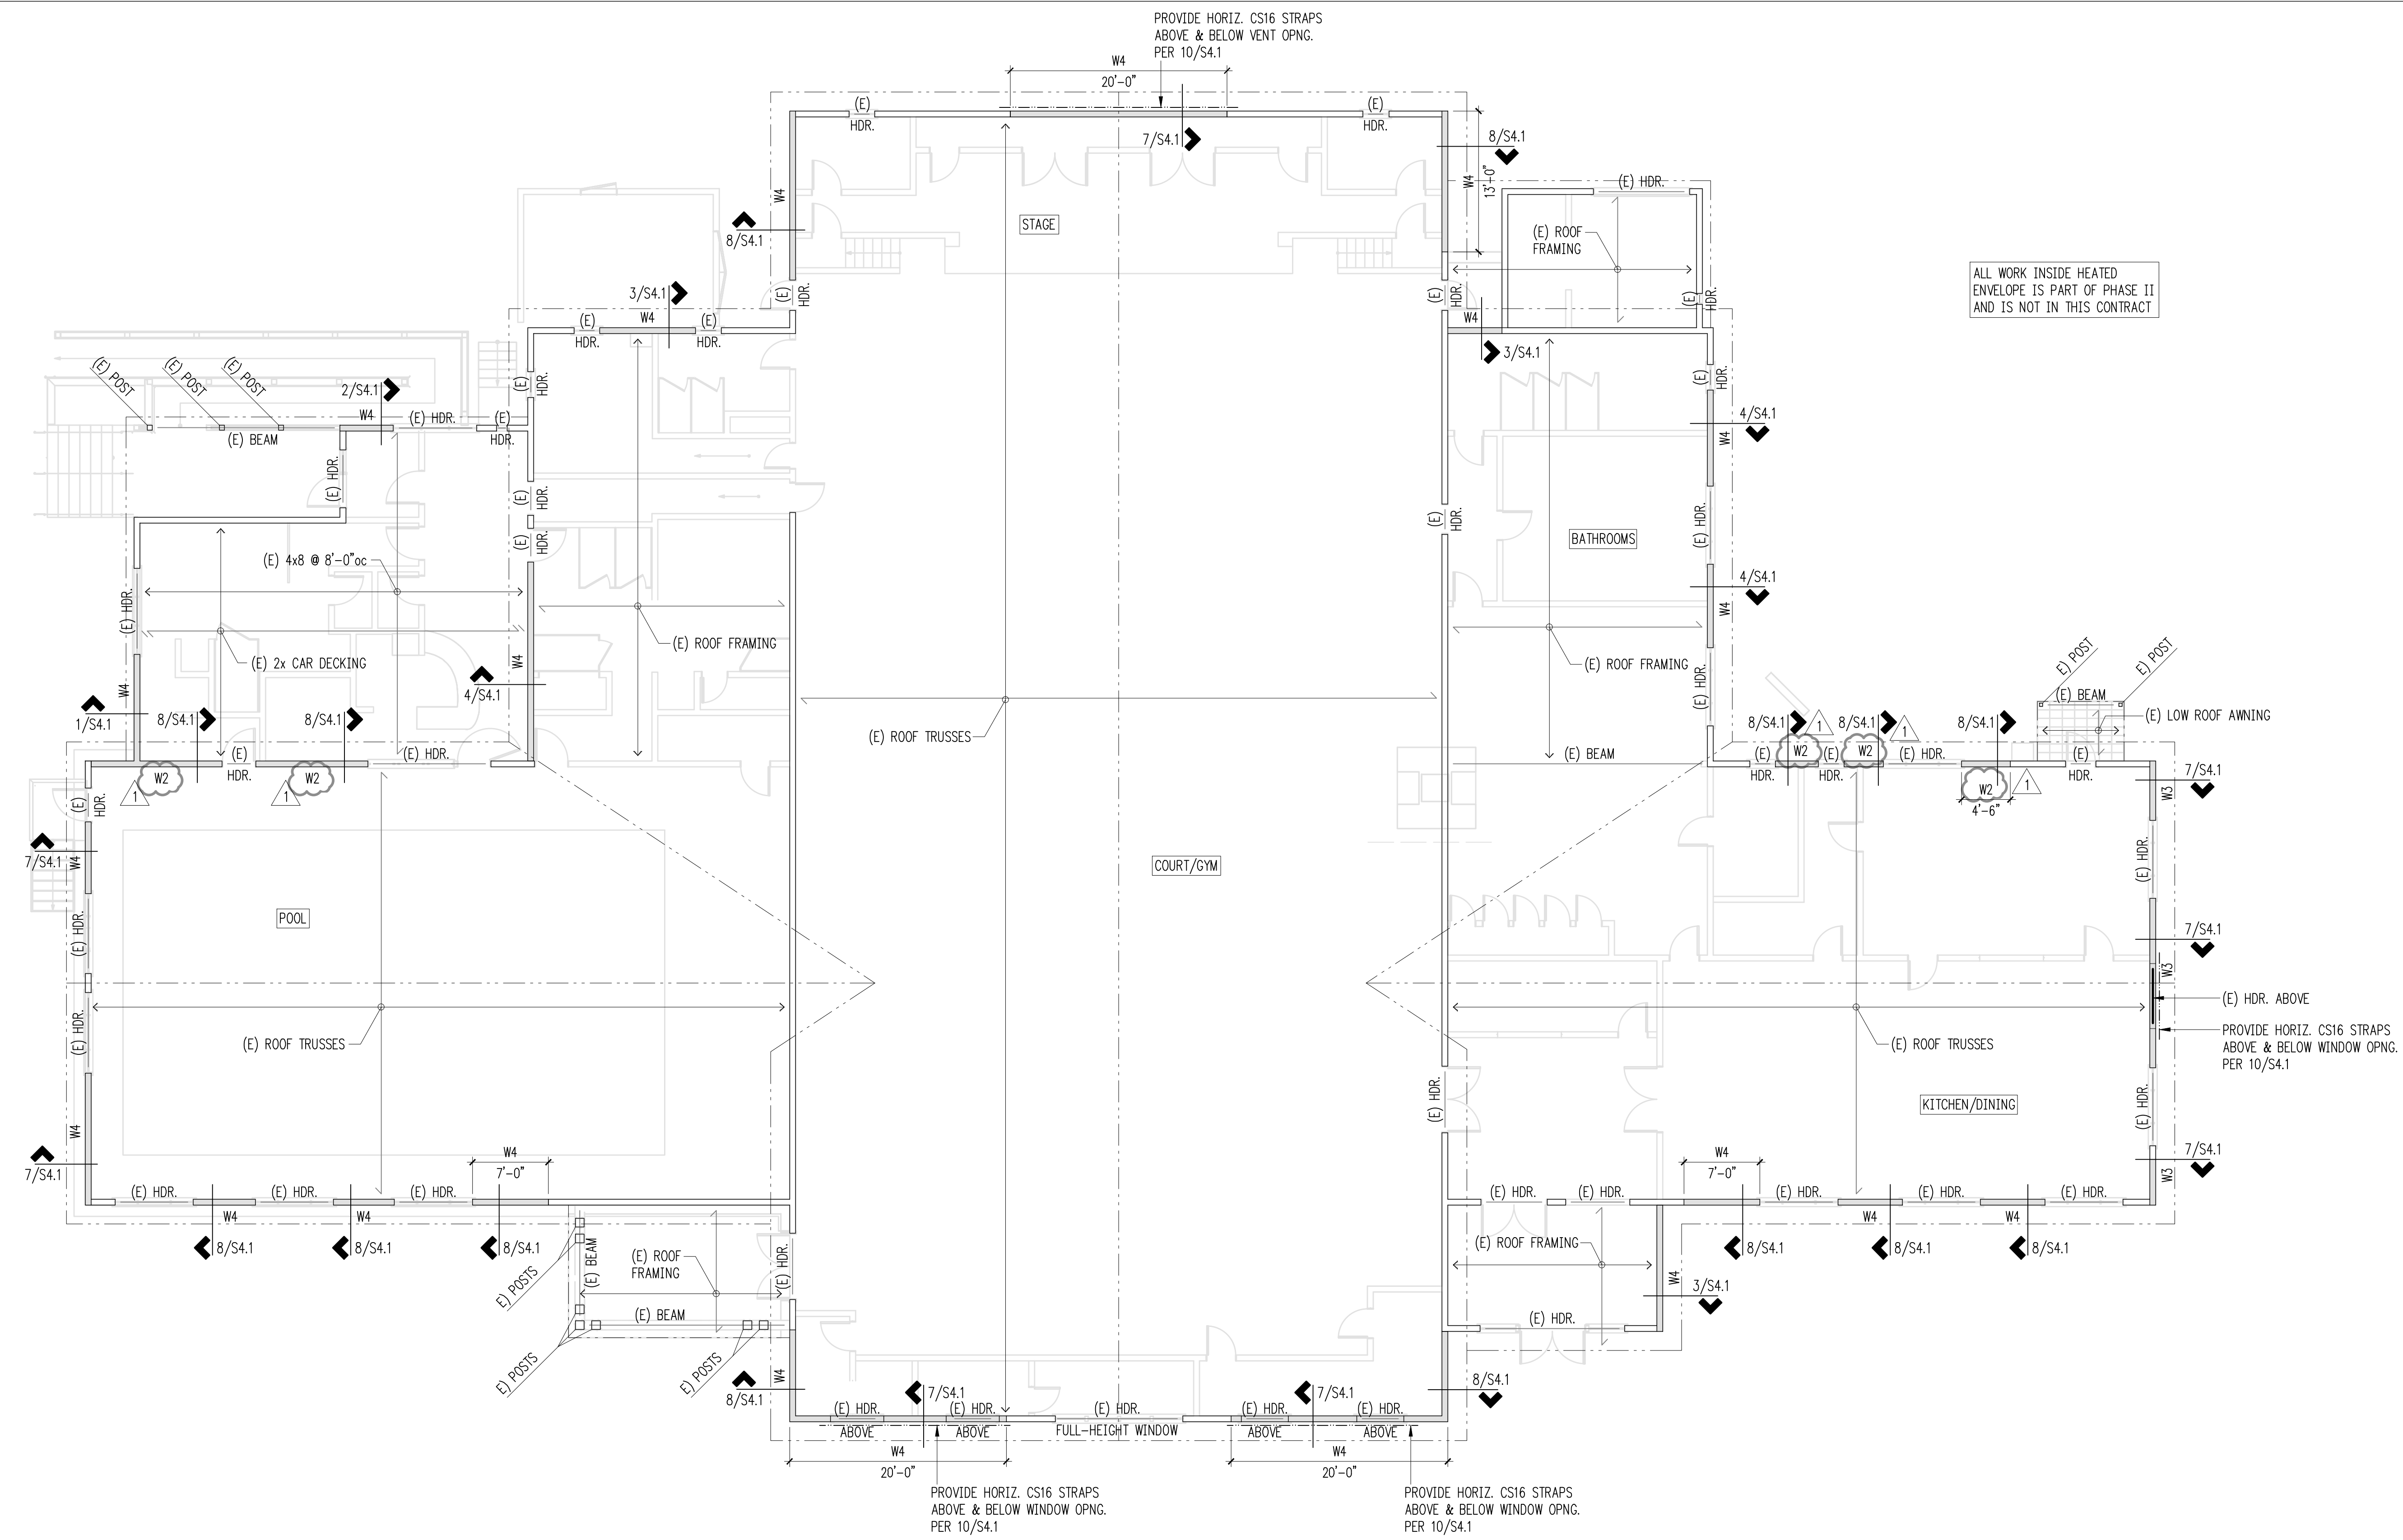 PROVIDE HORIZ. CS16 STRAPS
ABOVE & BELOW VENT OPNG.
PER 10/S4.1
W4
20'-0"
(E)
HDR.
(E)
HDR.
7/S4.1
8/S4.1
W4
13'-0"
W4
8/S4.1
STAGE
(E) HDR.
(E) ROOF
FRAMING
ALL WORK INSIDE HEATED
ENVELOPE IS PART OF PHASE II
AND IS NOT IN THIS CONTRACT
(E)
HDR.
(E)
HDR.
(E)
HDR.
3/S4.1
W4
(E)
HDR.
(E)
HDR.
W4
3/S4.1
(E) POST
(E) POST
(E) POST
2/S4.1
W4
(E) HDR.
(E)
HDR.
(E) BEAM
(E)
HDR.
(E)
HDR.
4/S4.1
W4
(E) HDR.
(E)
HDR.
(E)
HDR.
(E)
HDR.
(E) HDR.
BATHROOMS
(E) 4x8 @ 8'-0"oc
4/S4.1
W4
(E) HDR.
(E) ROOF FRAMING
(E) 2x CAR DECKING
W4
4/S4.1
W4
1/S4.1
(E) ROOF FRAMING
(E) HDR.
E) POST
E) POST
(E) BEAM
(E) LOW ROOF AWNING
8/S4.1
8/S4.1
(E)
HDR.
(E) HDR.
W2
1
W2
1
(E) ROOF TRUSSES
(E) BEAM
8/S4.1
1
8/S4.1
1
8/S4.1
(E)
HDR.
W2
(E)
HDR.
W2
(E) HDR.
W2
4'-6"
1
(E)
HDR.
7/S4.1
W3
(E)
HDR.
7/S4.1
W4
(E) HDR.
COURT/GYM
(E) HDR.
POOL
7/S4.1
W3
(E) HDR. ABOVE
PROVIDE HORIZ. CS16 STRAPS
ABOVE & BELOW WINDOW OPNG.
PER 10/S4.1
(E) HDR.
(E) ROOF TRUSSES
(E) ROOF TRUSSES
(E) HDR.
KITCHEN/DINING
(E) HDR.
W4
7/S4.1
W4
7'-0"
W4
7'-0"
7/S4.1
W3
(E) HDR.
(E) HDR.
(E) HDR.
W4
W4
8/S4.1
8/S4.1
8/S4.1
(E) HDR.
(E) HDR.
(E) HDR.
(E) HDR.
(E) HDR.
W4
W4
8/S4.1
8/S4.1
8/S4.1
(E) BEAM
(E) ROOF
FRAMING
(E) HDR.
(E) ROOF FRAMING
W4
3/S4.1
E) POSTS
(E) BEAM
(E) HDR.
E) POSTS
E) POSTS
W4
8/S4.1
7/S4.1
7/S4.1
8/S4.1
(E) HDR.
ABOVE
(E) HDR.
ABOVE
(E) HDR.
FULL-HEIGHT WINDOW
(E) HDR.
ABOVE
(E) HDR.
ABOVE
W4
20'-0"
W4
20'-0"
PROVIDE HORIZ. CS16 STRAPS
ABOVE & BELOW WINDOW OPNG.
PER 10/S4.1
PROVIDE HORIZ. CS16 STRAPS
ABOVE & BELOW WINDOW OPNG.
PER 10/S4.1